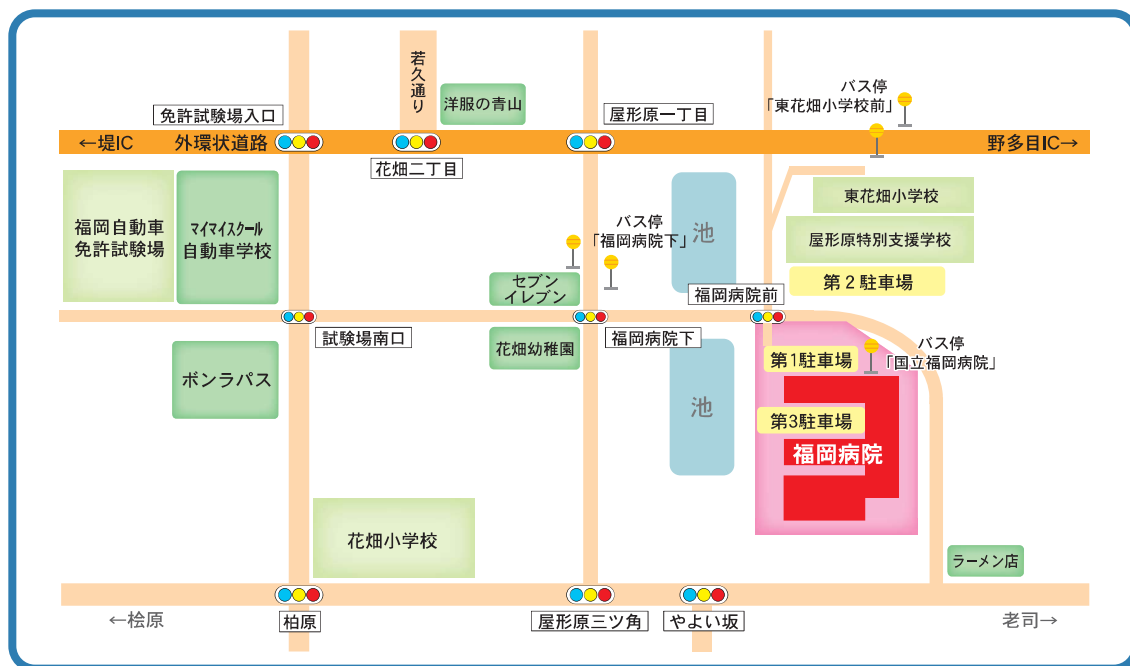 若久通り
洋服の青山
バス停
「東花畑小学校前」
免許試験場入口
屋形原一丁目
←堤IC
外環状道路
野多目IC→
花畑二丁目
福岡自動車
免許試験場
マイマイスクール
自動車学校
東花畑小学校
屋形原特別支援学校
バス停
「福岡病院下」
池
第２駐車場
セブン
イレブン
福岡病院前
試験場南口
花畑幼稚園
福岡病院下
バス停
「国立福岡病院」
第1駐車場
ボンラパス
池
第3駐車場
福岡病院
花畑小学校
ラーメン店
←桧原
柏原
屋形原三ツ角
やよい坂
老司→